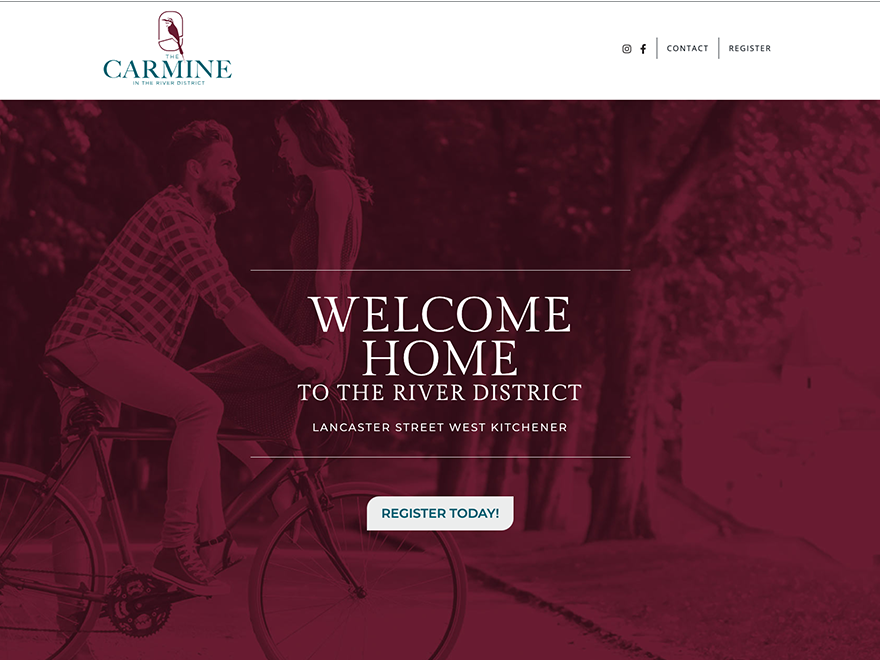 THE
CARMINE
IN THE RIVER DISTRICT
CONTACT
REGISTER
WELCOME
HOME
TO THE RIVER DISTRICT
LANCASTER STREET WEST KITCHENER
REGISTER TODAY!